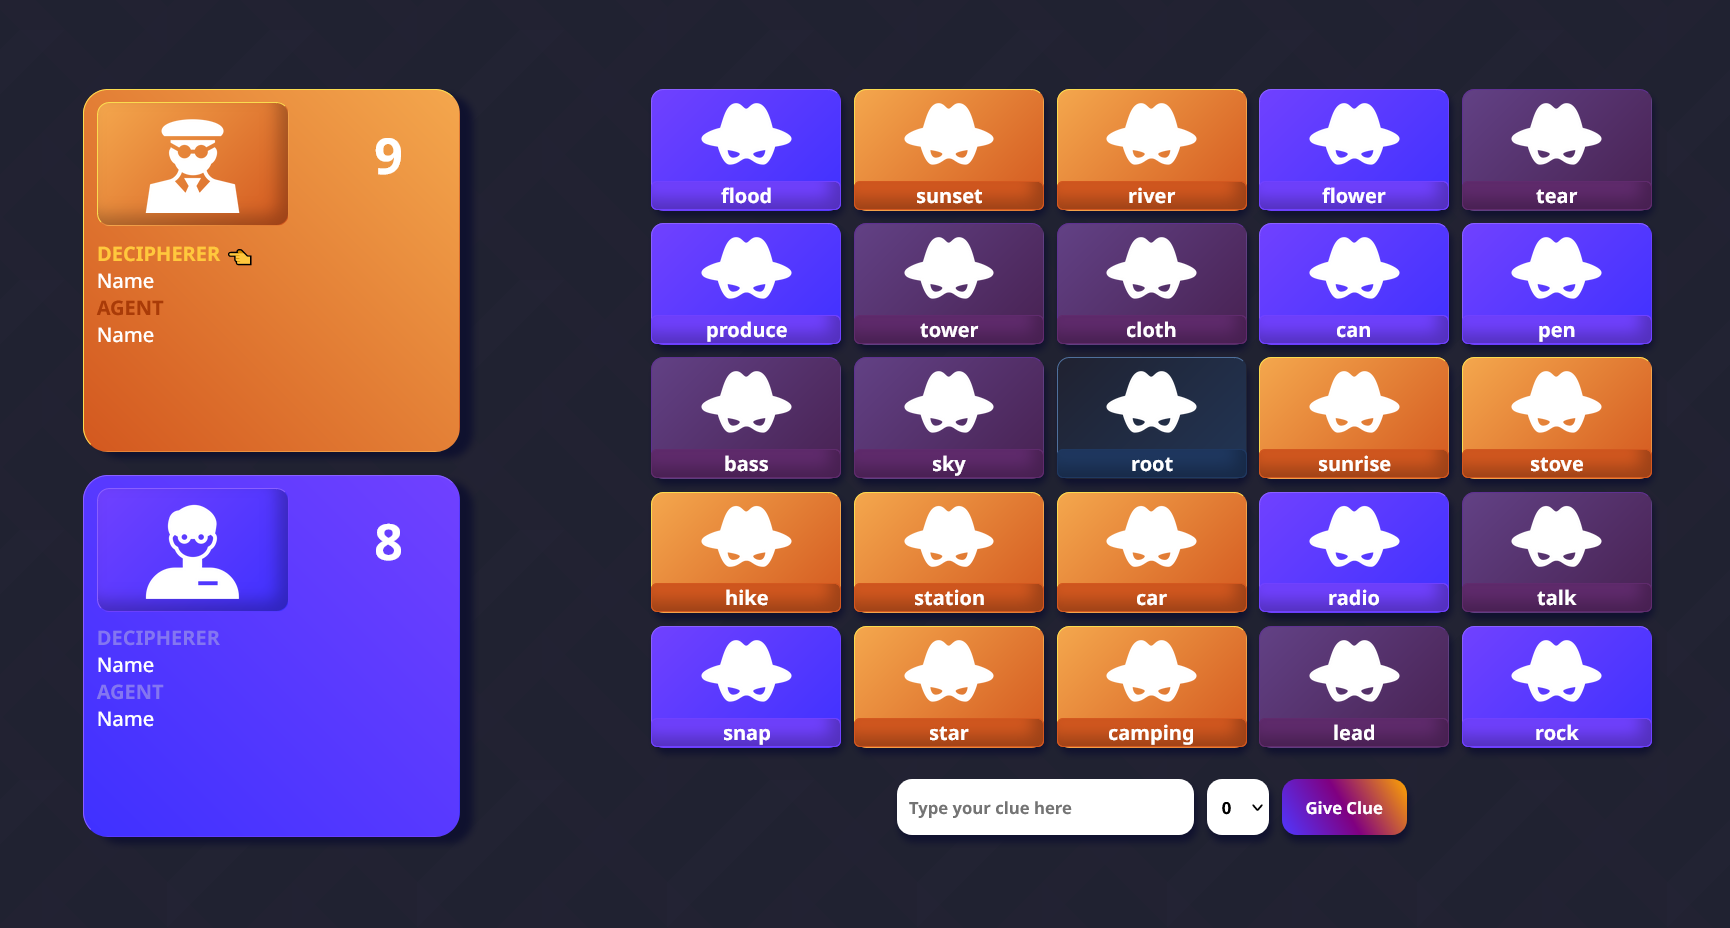 9
DECIPHERER
Name
AGENT
Name
8
DECIPHERER
Name
AGENT
Name
flood sunset river flower tear
produce tower cloth can pen
bass sky root sunrise stove
hike station car radio talk
snap star camping lead rock
Type your clue here 0 Give Clue